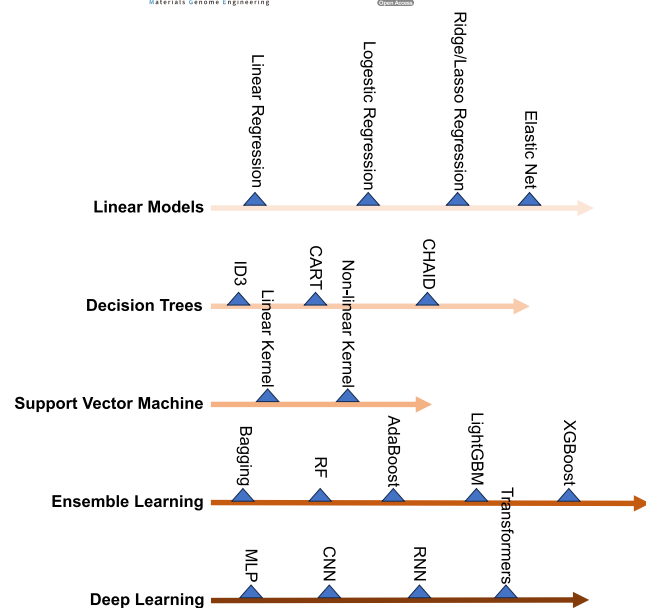 Materials Genome Engineering
Open Access
Linear Regression
Logestic Regression
Ridge/Lasso Regression
Elastic Net
Linear Models
ID3
CART
CHAID
Decision Trees
Linear Kernel
Non-linear Kernel
Support Vector Machine
Bagging
RF
AdaBoost
LightGBM
XGBoost
Ensemble Learning
MLP
CNN
RNN
Transformers
Deep Learning